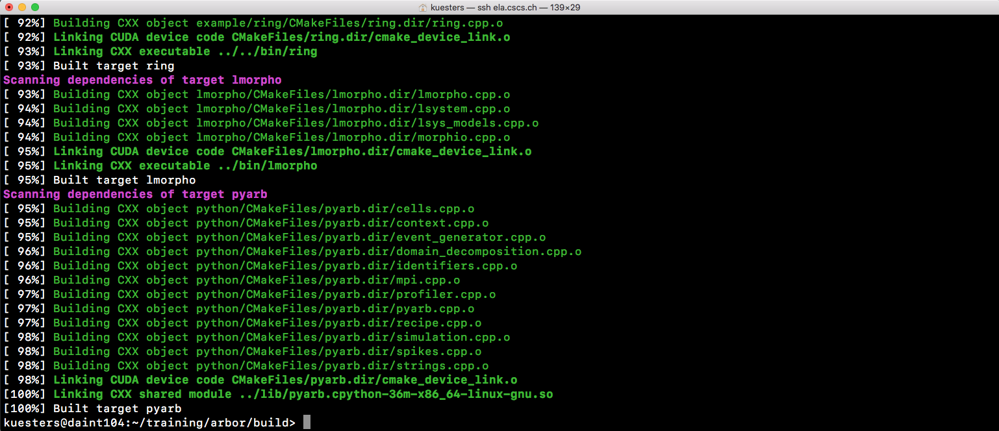 kuesters — ssh ela.cscs.ch — 139×29
[ 92%] Building CXX object example/ring/CMakeFiles/ring.dir/ring.cpp.o
[ 92%] Linking CUDA device code CMakeFiles/ring.dir/cmake_device_link.o
[ 93%] Linking CXX executable ../../bin/ring
[ 93%] Built target ring
Scanning dependencies of target lmorpho
[ 93%] Building CXX object lmorpho/CMakeFiles/lmorpho.dir/lmorpho.cpp.o
[ 94%] Building CXX object lmorpho/CMakeFiles/lmorpho.dir/lsystem.cpp.o
[ 94%] Building CXX object lmorpho/CMakeFiles/lmorpho.dir/lsys_models.cpp.o
[ 94%] Building CXX object lmorpho/CMakeFiles/lmorpho.dir/morphio.cpp.o
[ 95%] Linking CUDA device code CMakeFiles/lmorpho.dir/cmake_device_link.o
[ 95%] Linking CXX executable ../bin/lmorpho
[ 95%] Built target lmorpho
Scanning dependencies of target pyarb
[ 95%] Building CXX object python/CMakeFiles/pyarb.dir/cells.cpp.o
[ 95%] Building CXX object python/CMakeFiles/pyarb.dir/context.cpp.o
[ 95%] Building CXX object python/CMakeFiles/pyarb.dir/event_generator.cpp.o
[ 96%] Building CXX object python/CMakeFiles/pyarb.dir/domain_decomposition.cpp.o
[ 96%] Building CXX object python/CMakeFiles/pyarb.dir/identifiers.cpp.o
[ 96%] Building CXX object python/CMakeFiles/pyarb.dir/mpi.cpp.o
[ 97%] Building CXX object python/CMakeFiles/pyarb.dir/profiler.cpp.o
[ 97%] Building CXX object python/CMakeFiles/pyarb.dir/pyarb.cpp.o
[ 97%] Building CXX object python/CMakeFiles/pyarb.dir/recipe.cpp.o
[ 98%] Building CXX object python/CMakeFiles/pyarb.dir/simulation.cpp.o
[ 98%] Building CXX object python/CMakeFiles/pyarb.dir/spikes.cpp.o
[ 98%] Building CXX object python/CMakeFiles/pyarb.dir/strings.cpp.o
[ 98%] Linking CUDA device code CMakeFiles/pyarb.dir/cmake_device_link.o
[100%] Linking CXX shared module ../lib/pyarb.cpython-36m-x86_64-linux-gnu.so
[100%] Built target pyarb
kuesters@daint104:~/training/arbor/build>